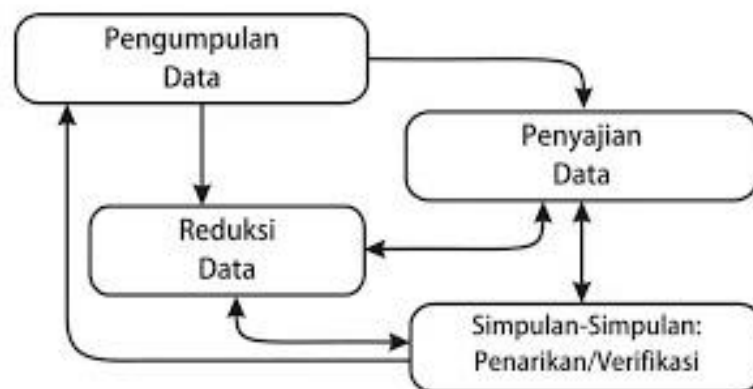 Pengumpulan
Data
Penyajian
Data
Reduksi
Data
Simpulan-Simpulan:
Penarikan/Verifikasi